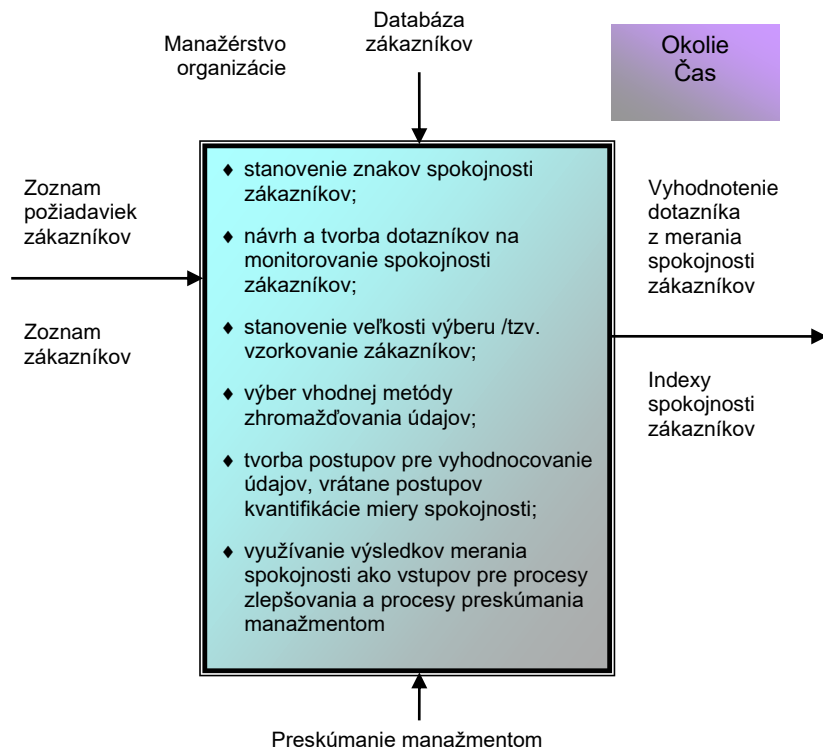 Databáza
zákazníkov
Manažérstvo
organizácie
Okolie
Čas
Zoznam
požiadaviek
zákazníkov
Zoznam
zákazníkov
♦ stanovenie znakov spokojnosti
zákazníkov;
♦ návrh a tvorba dotazníkov na
monitorovanie spokojnosti
zákazníkov;
♦ stanovenie veľkosti výberu /tzv.
vzorkovanie zákazníkov;
♦ výber vhodnej metódy
zhromažďovania údajov;
♦ tvorba postupov pre vyhodnocovanie
údajov, vrátane postupov
kvantifikácie miery spokojnosti;
♦ využívanie výsledkov merania
spokojnosti ako vstupov pre procesy
zlepšovania a procesy preskúmania
manažmentom
Vyhodnotenie
dotazníka
z merania
spokojnosti
zákazníkov
Indexy
spokojnosti
zákazníkov
Preskúmanie manažmentom